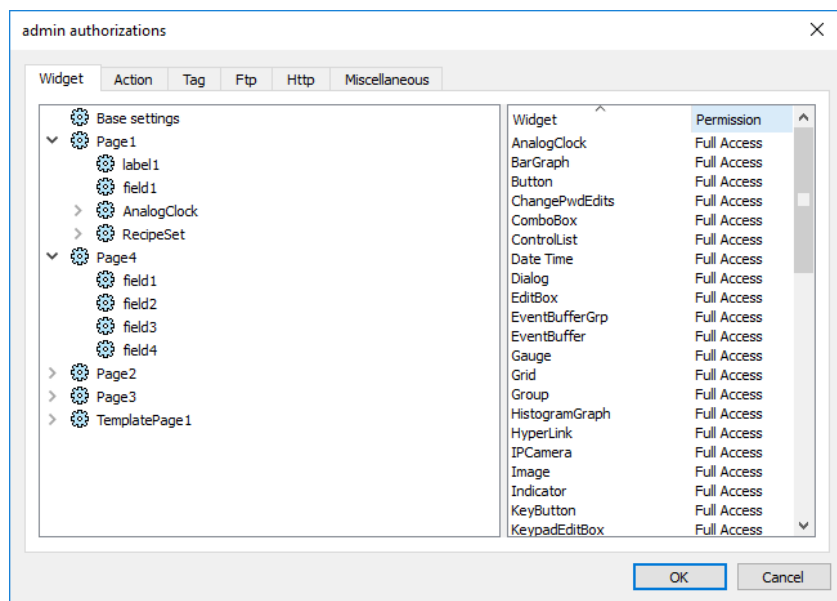 admin authorizations
Widget Action Tag Ftp Http Miscellaneous
Base settings
Page1
label1
field1
AnalogClock
RecipeSet
Page4
field1
field2
field3
field4
Page2
Page3
TemplatePage1
Widget Permission
AnalogClock Full Access
BarGraph Full Access
Button Full Access
ChangePwdEdits Full Access
ComboBox Full Access
ControlList Full Access
Date Time Full Access
Dialog Full Access
EditBox Full Access
EventBufferGrp Full Access
EventBuffer Full Access
Gauge Full Access
Grid Full Access
Group Full Access
HistogramGraph Full Access
HyperLink Full Access
IPCamera Full Access
Image Full Access
Indicator Full Access
KeyButton Full Access
KeypadEditBox Full Access
OK Cancel